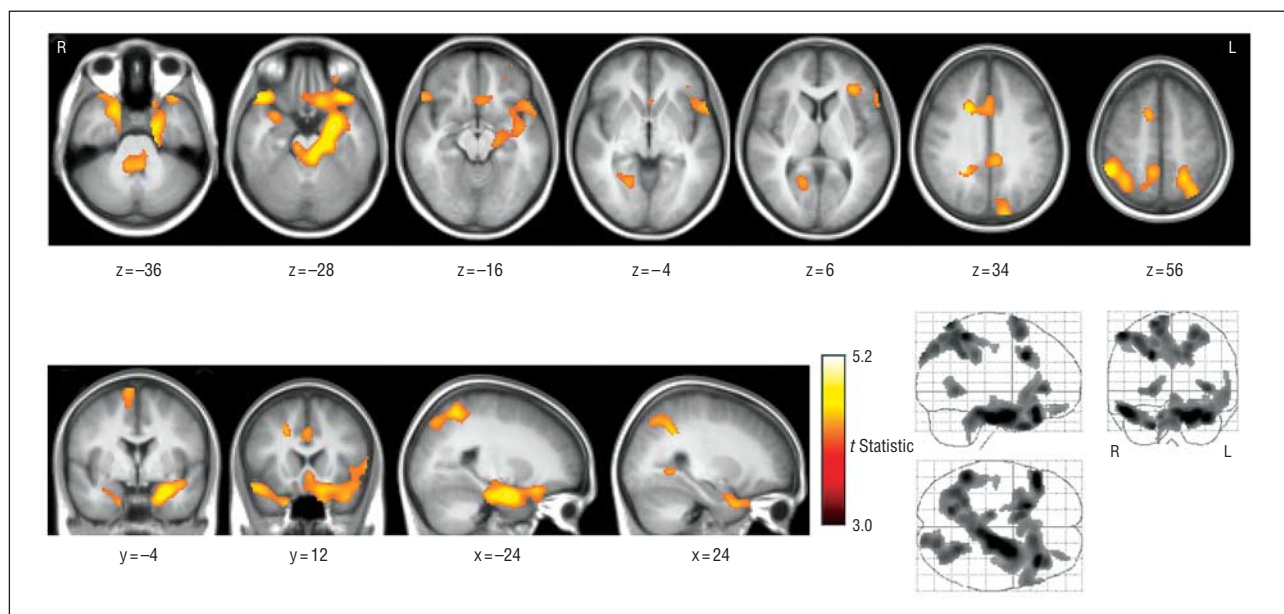 R L
z=–36 z=–28 z=–16 z=–4 z=6 z=34 z=56
5.2
t Statistic
3.0
R L
y=–4 y=12 x=–24 x=24